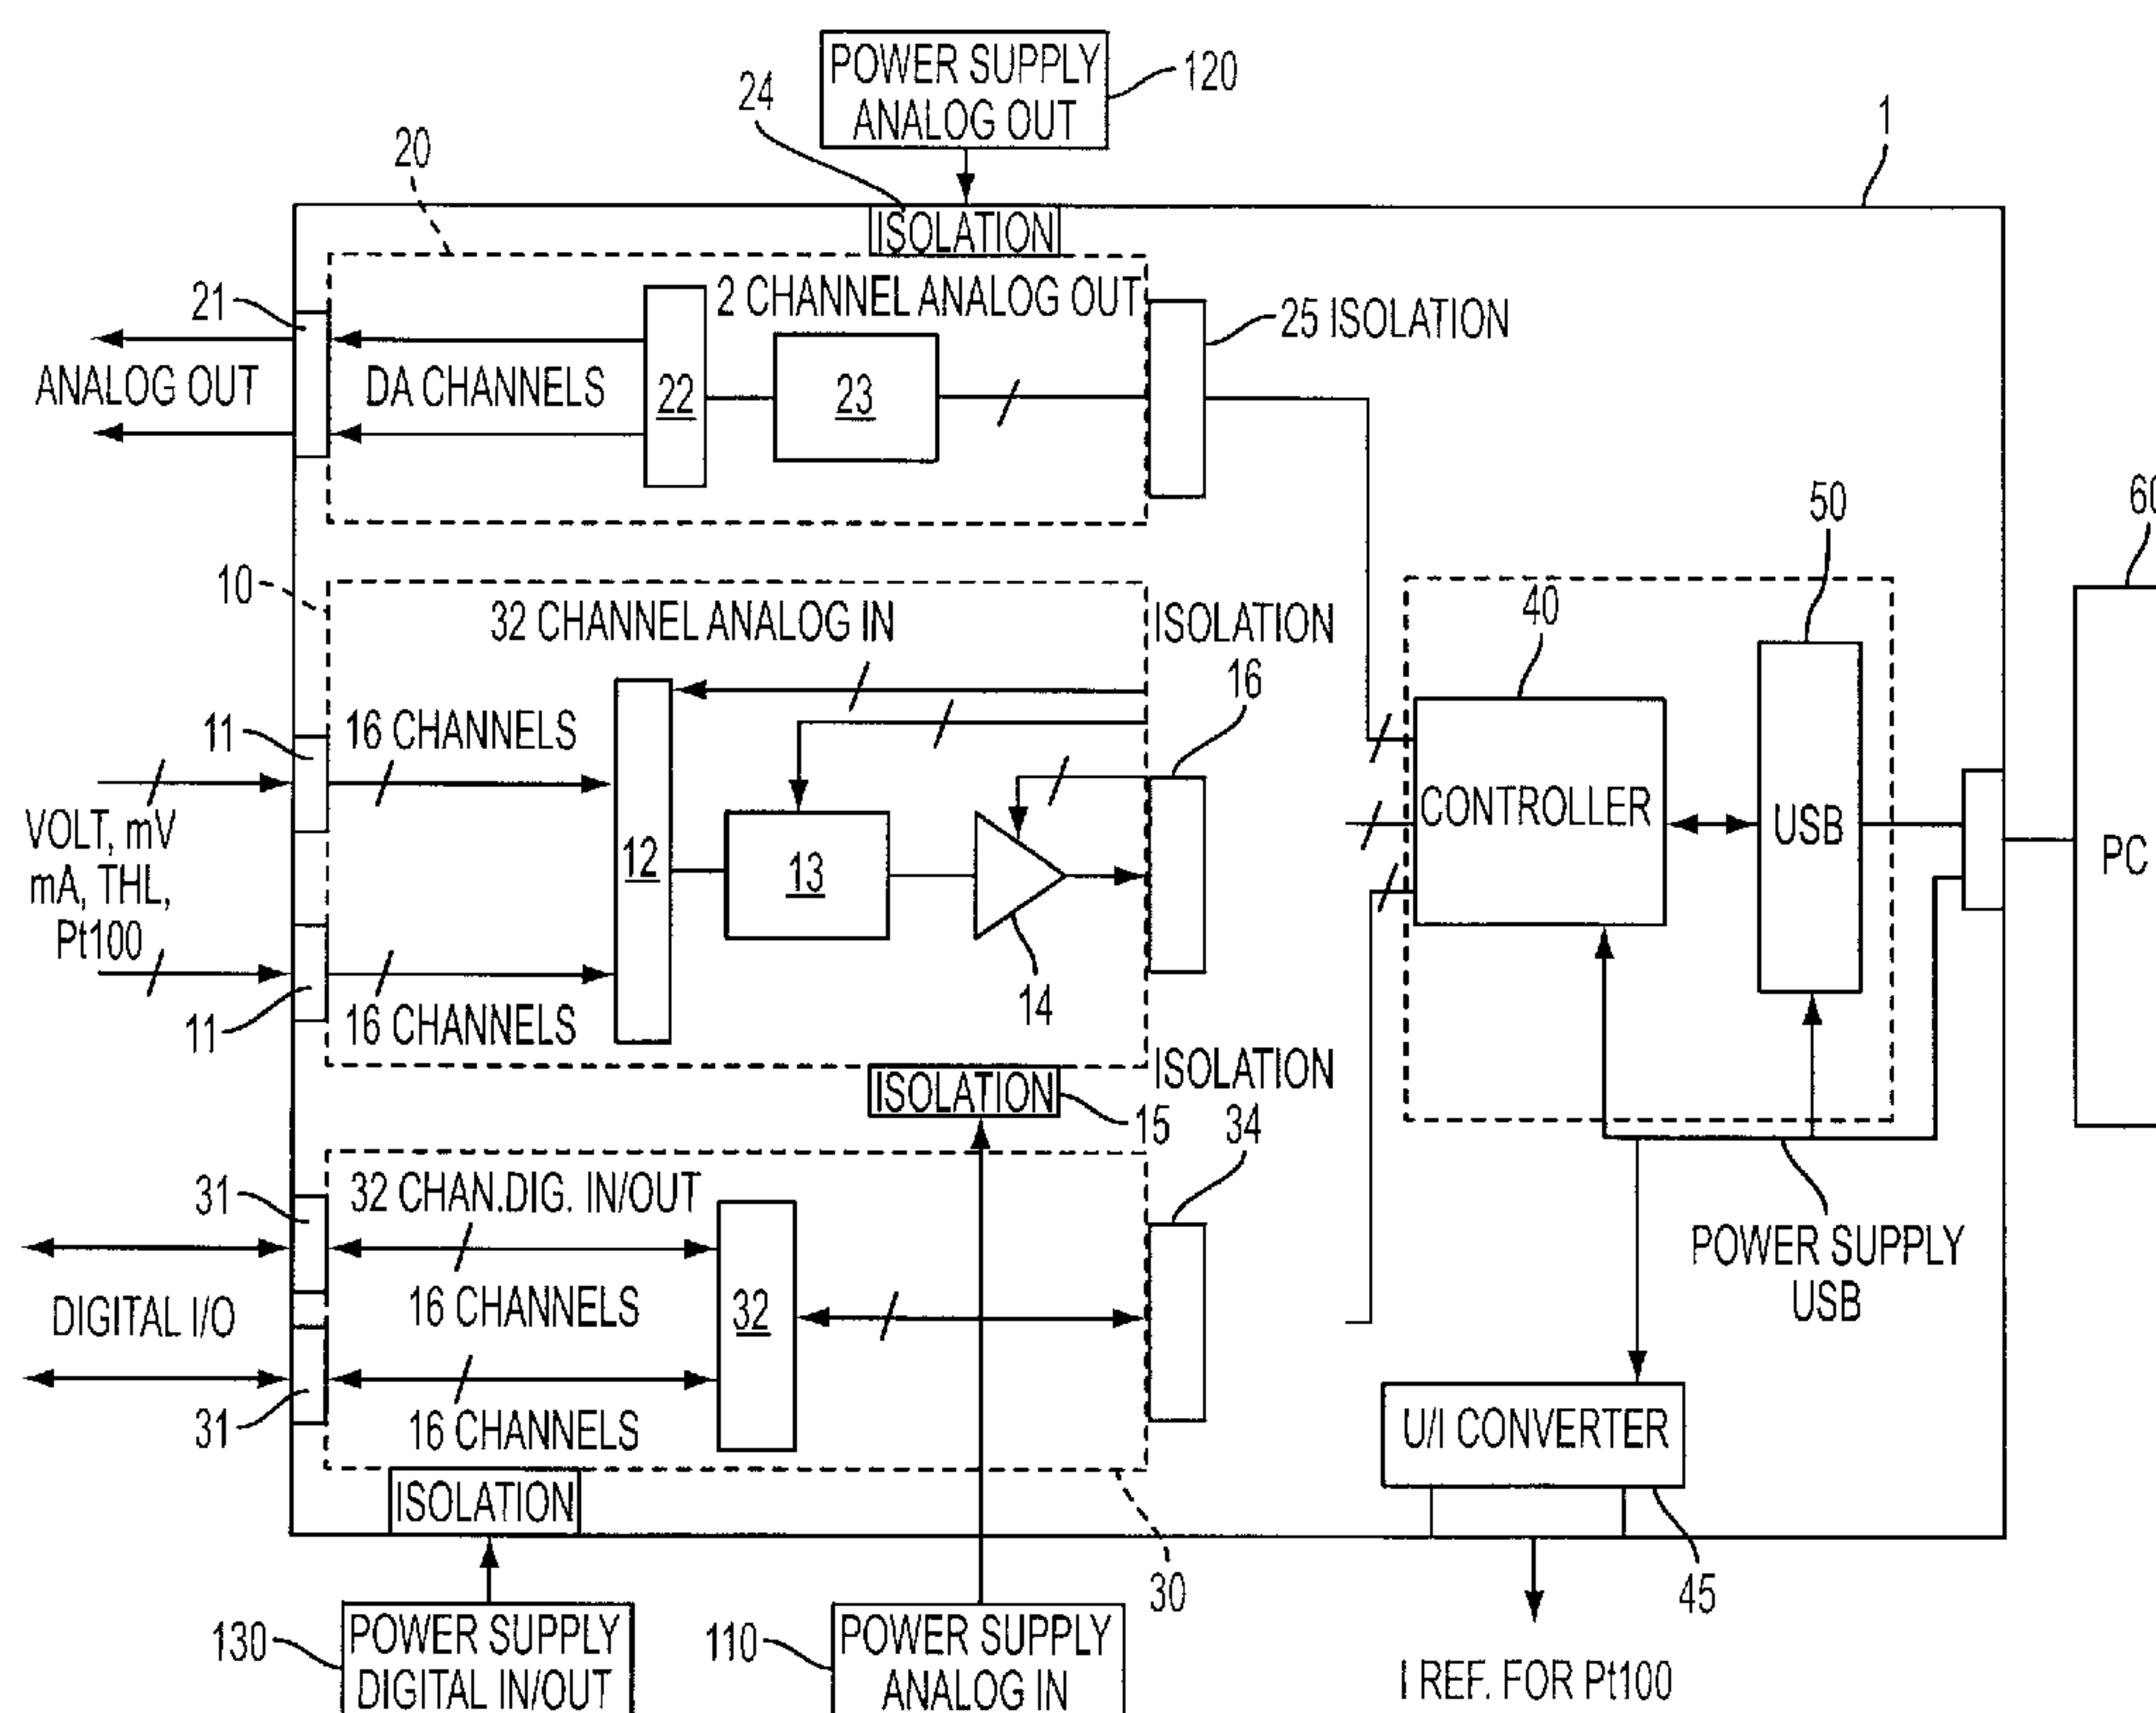 POWER SUPPLY
ANALOG OUT
120
24
1
20
ISOLATION
2 CHANNEL ANALOG OUT
21
25 ISOLATION
ANALOG OUT
DA CHANNELS
22
23
50
60
10
32 CHANNEL ANALOG IN
ISOLATION
16
40
11
16 CHANNELS
VOLT, mV
mA, THL,
Pt100
12
13
CONTROLLER
USB
PC
14
11
16 CHANNELS
ISOLATION
15
ISOLATION
34
31
32 CHAN.DIG. IN/OUT
16 CHANNELS
DIGITAL I/O
32
POWER SUPPLY
USB
31
16 CHANNELS
U/I CONVERTER
ISOLATION
30
45
130
POWER SUPPLY
DIGITAL IN/OUT
110
POWER SUPPLY
ANALOG IN
I REF. FOR Pt100